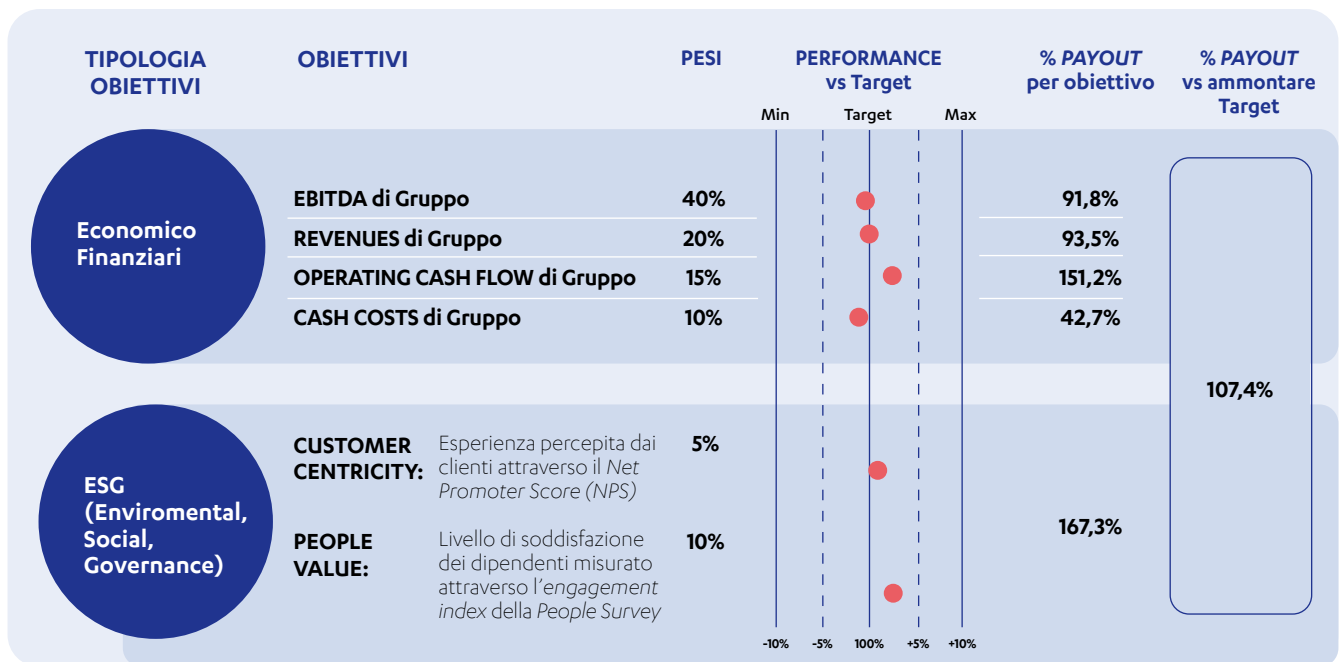 TIPOLOGIA
OBIETTIVI
OBIETTIVI
PESI
PERFORMANCE
vs Target
% PAYOUT
per obiettivo
% PAYOUT
vs ammontare
Target
Min
Target
Max
Economico
Finanziari
EBITDA di Gruppo
40%
91,8%
REVENUES di Gruppo
20%
93,5%
OPERATING CASH FLOW di Gruppo
15%
151,2%
CASH COSTS di Gruppo
10%
42,7%
107,4%
ESG
(Enviromental,
Social,
Governance)
CUSTOMER
CENTRICITY:
Esperienza percepita dai
clienti attraverso il Net
Promoter Score (NPS)
5%
PEOPLE
VALUE:
Livello di soddisfazione
dei dipendenti misurato
attraverso l'engagement
index della People Survey
10%
167,3%
-10%
-5%
100%
+5%
+10%